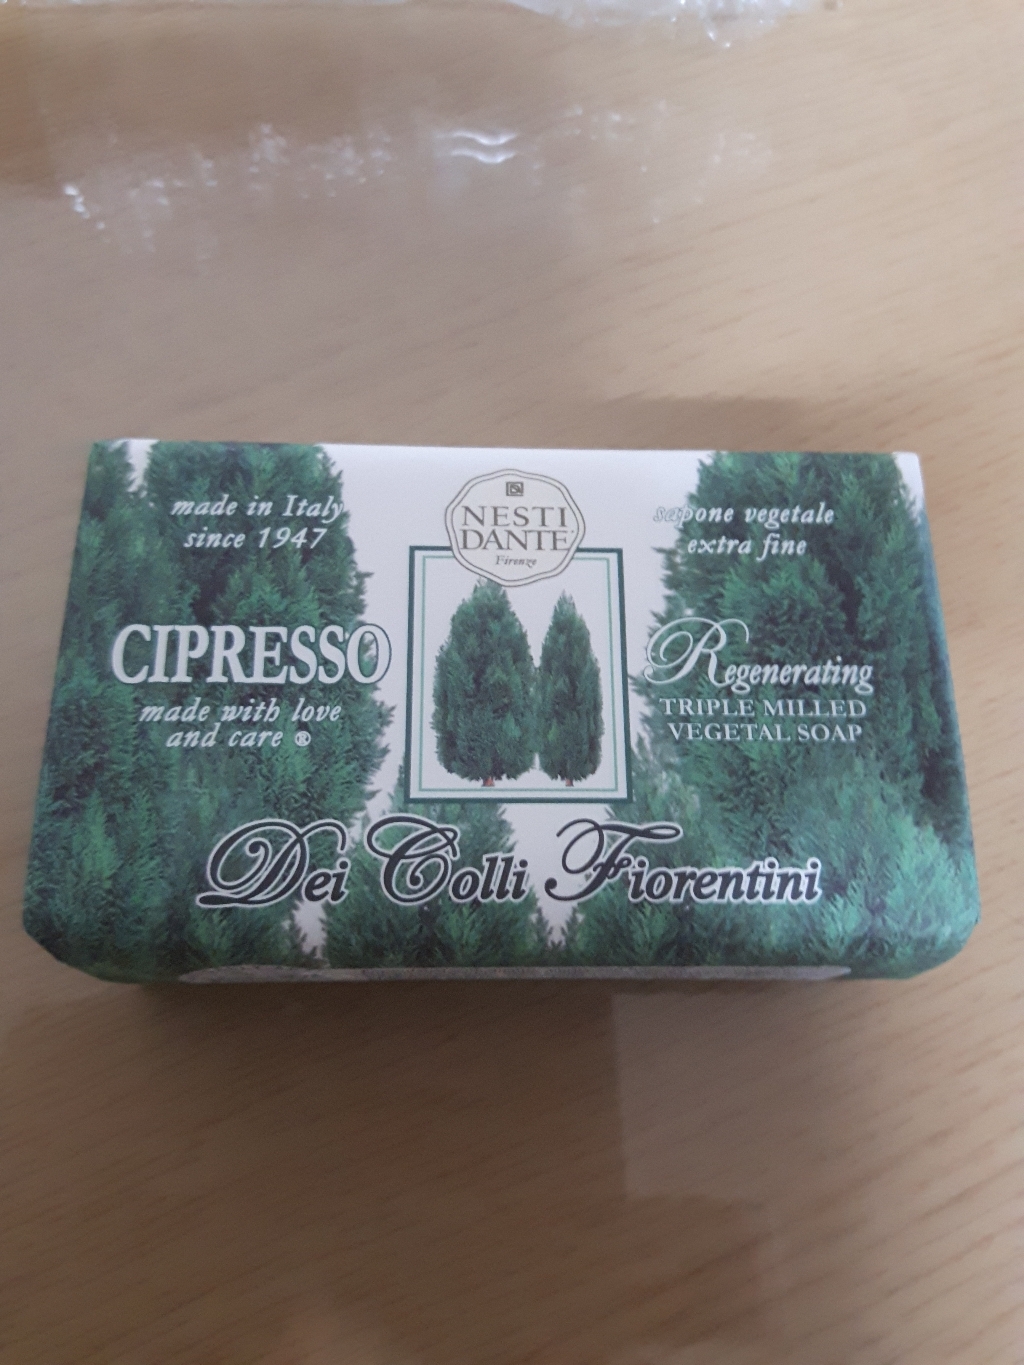 made in Italy
since 1947
CIPRESSO
made with love
and care ®
NESTI
DANTE
Firenze
sapone vegetale
extra fine
Regenerating
TRIPLE MILLED
VEGETAL SOAP
Dei Colli Fiorentini